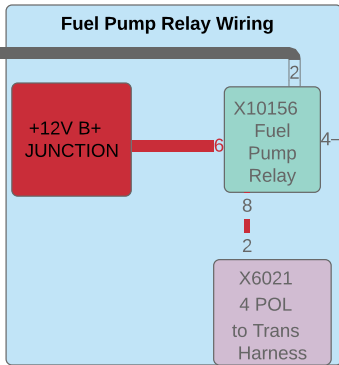 Fuel Pump Relay Wiring
2
X10156
Fuel
Pump
Relay
+12V B+
JUNCTION
6
4
8
2
X6021
4 POL
to Trans
Harness